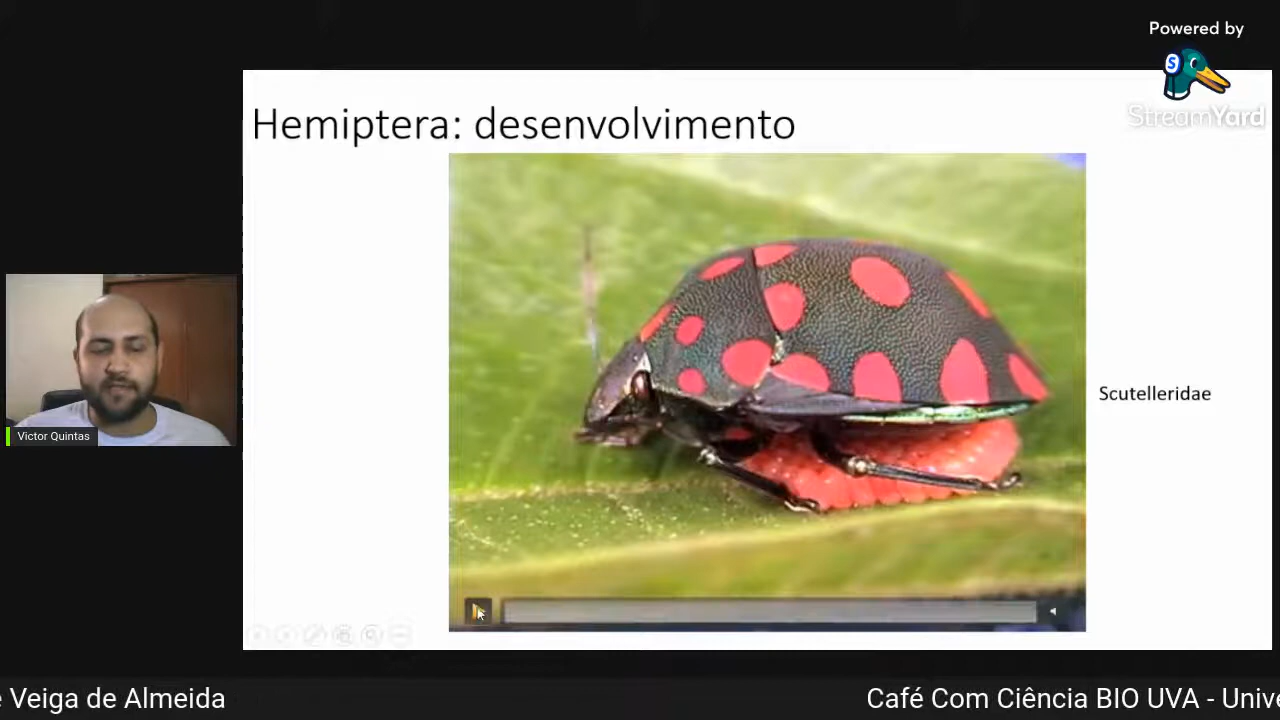 Powered by
StreamYard
Hemiptera: desenvolvimento
Scutelleridae
Victor Quintas
e Veiga de Almeida
Café Com Ciência BIO UVA - Unive